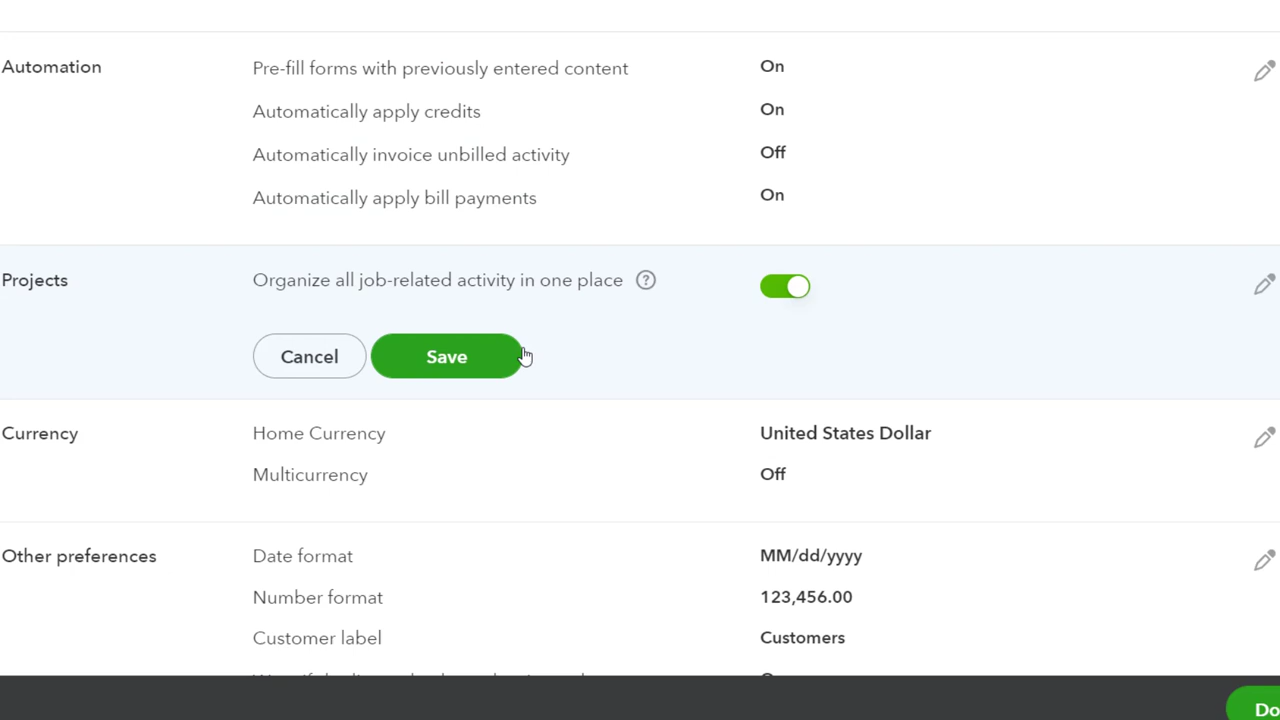 Automation
Pre-fill forms with previously entered content On
Automatically apply credits On
Automatically invoice unbilled activity Off
Automatically apply bill payments On
Projects
Organize all job-related activity in one place ?
Cancel Save
Currency
Home Currency United States Dollar
Multicurrency Off
Other preferences
Date format MM/dd/yyyy
Number format 123,456.00
Customer label Customers
Do